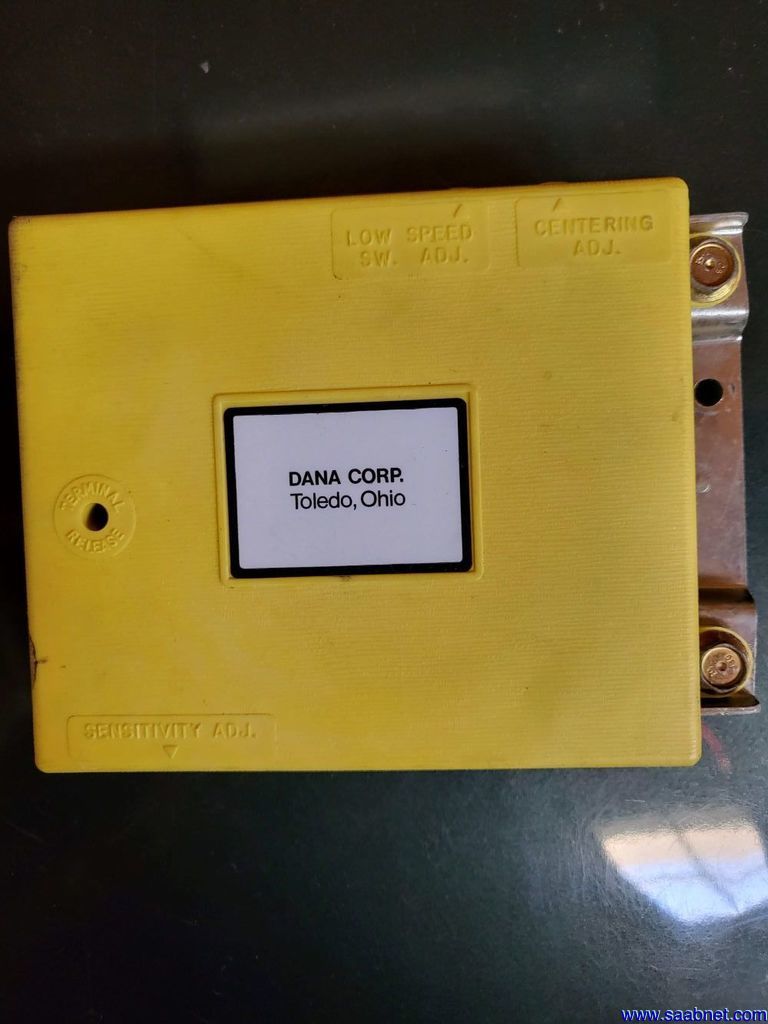 LOW SPEED
SW. ADJ.
CENTERING
ADJ.
DANA CORP.
Toledo, Ohio
TERMINAL
RELEASE
SENSITIVITY ADJ.
www.saabnet.com